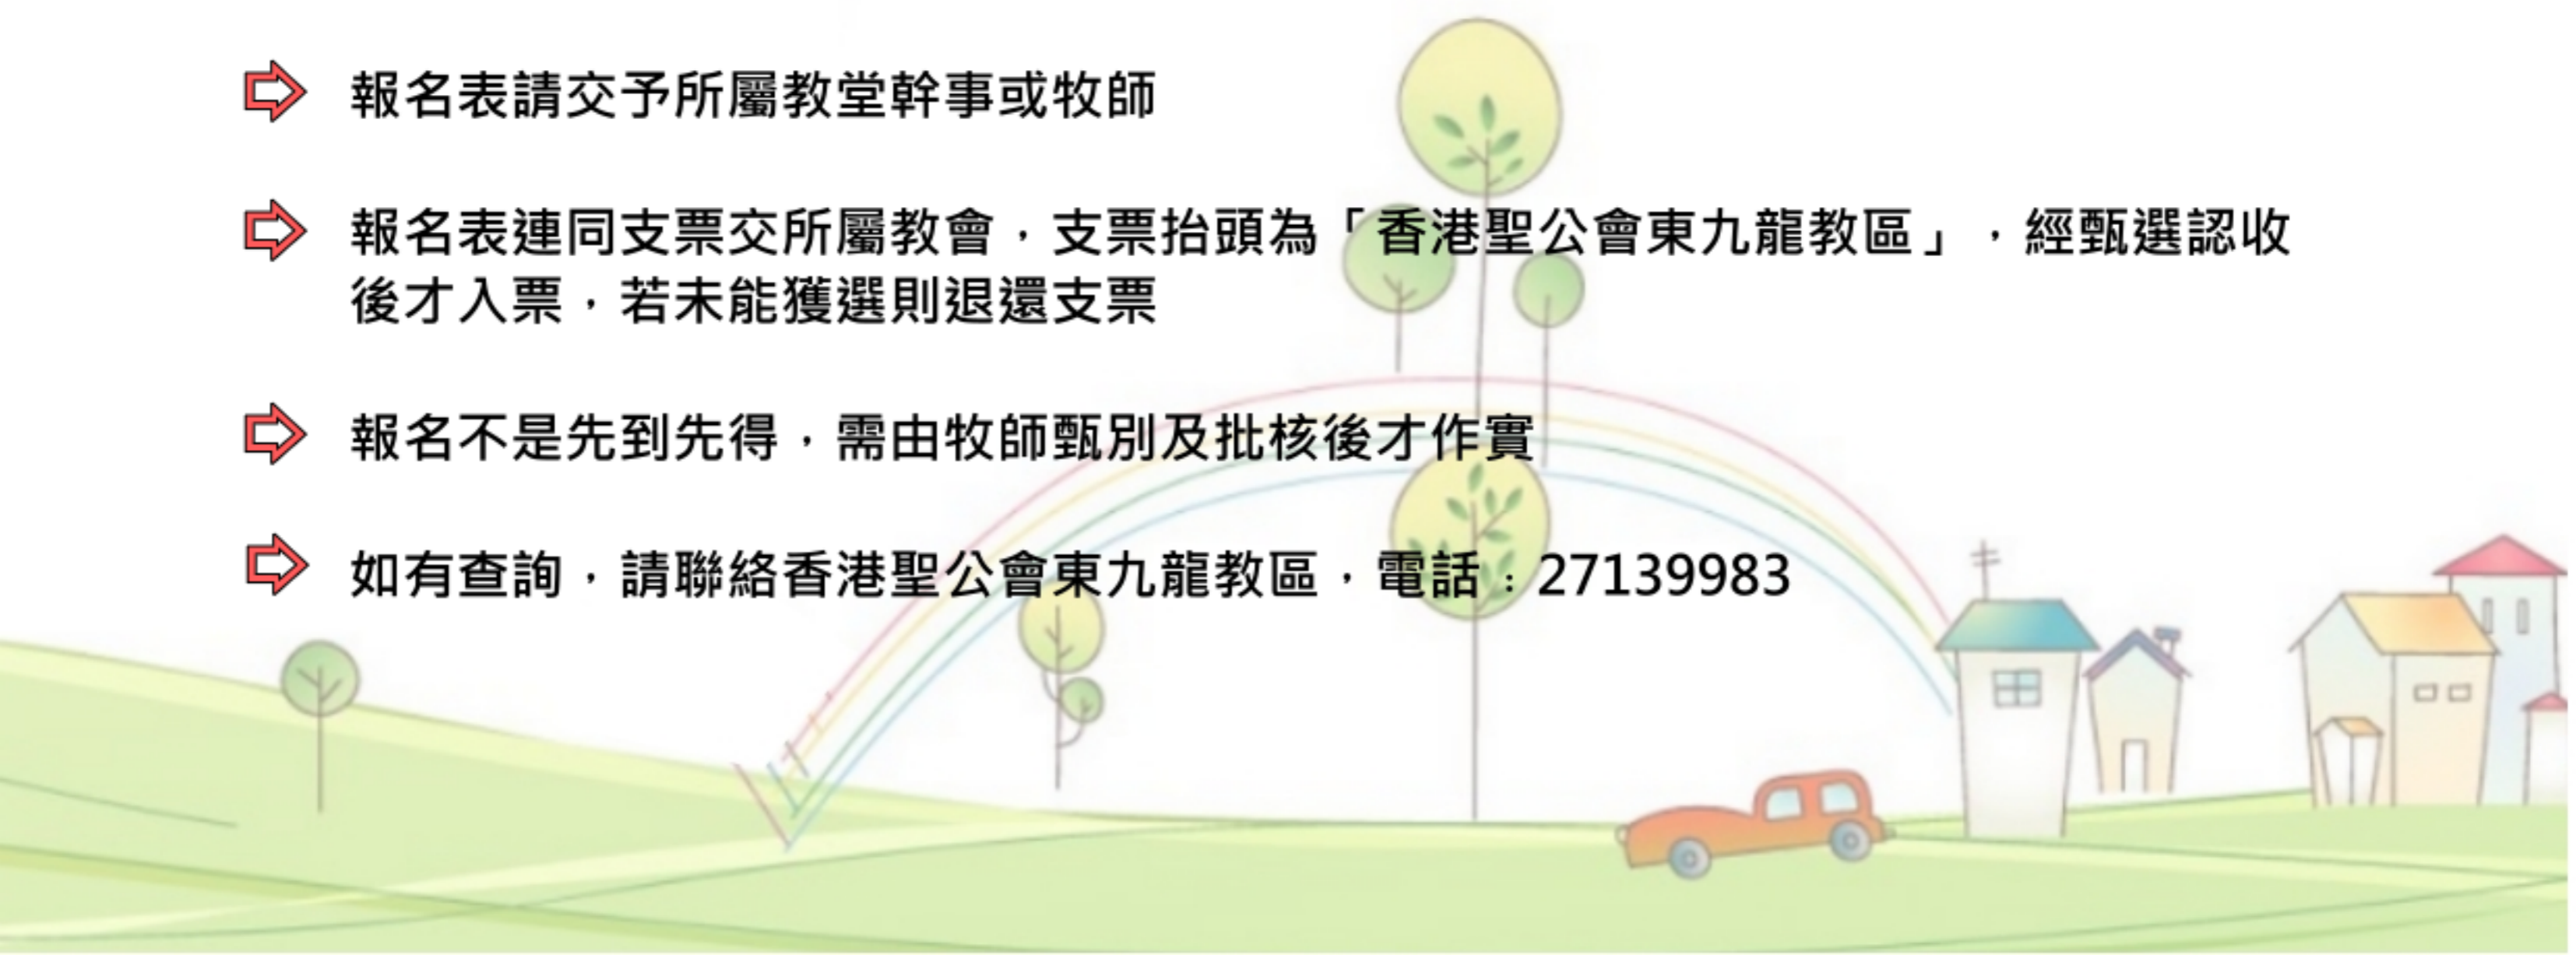 報名表請交予所屬教堂幹事或牧師
報名表連同支票交所屬教會，支票抬頭為「香港聖公會東九龍教區」，經甄選認收
後才入票，若未能獲選則退還支票
報名不是先到先得，需由牧師甄別及批核後才作實
如有查詢，請聯絡香港聖公會東九龍教區，電話：27139983